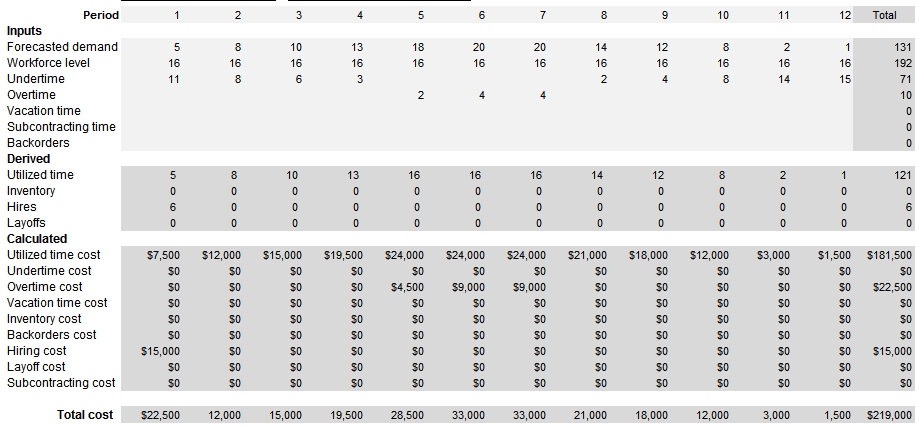 Period 1 2 3 4 5 6 7 8 9 10 11 12 Total
Inputs
Forecasted demand 5 8 10 13 18 20 20 14 12 8 2 1 131
Workforce level 16 16 16 16 16 16 16 16 16 16 16 16 192
Undertime 11 8 6 3 2 4 8 14 15 71
Overtime 2 4 4 10
Vacation time 0
Subcontracting time 0
Backorders 0
Derived
Utilized time 5 8 10 13 16 16 16 14 12 8 2 1 121
Inventory 0 0 0 0 0 0 0 0 0 0 0 0 0
Hires 6 0 0 0 0 0 0 0 0 0 0 0 6
Layoffs 0 0 0 0 0 0 0 0 0 0 0 0 0
Calculated
Utilized time cost $7,500 $12,000 $15,000 $19,500 $24,000 $24,000 $24,000 $21,000 $18,000 $12,000 $3,000 $1,500 $181,500
Undertime cost $0 $0 $0 $0 $0 $0 $0 $0 $0 $0 $0 $0 $0
Overtime cost $0 $0 $0 $0 $4,500 $9,000 $9,000 $0 $0 $0 $0 $0 $22,500
Vacation time cost $0 $0 $0 $0 $0 $0 $0 $0 $0 $0 $0 $0 $0
Inventory cost $0 $0 $0 $0 $0 $0 $0 $0 $0 $0 $0 $0 $0
Backorders cost $0 $0 $0 $0 $0 $0 $0 $0 $0 $0 $0 $0 $0
Hiring cost $15,000 $0 $0 $0 $0 $0 $0 $0 $0 $0 $0 $0 $15,000
Layoff cost $0 $0 $0 $0 $0 $0 $0 $0 $0 $0 $0 $0 $0
Subcontracting cost $0 $0 $0 $0 $0 $0 $0 $0 $0 $0 $0 $0 $0
Total cost $22,500 12,000 15,000 19,500 28,500 33,000 33,000 21,000 18,000 12,000 3,000 1,500 $219,000